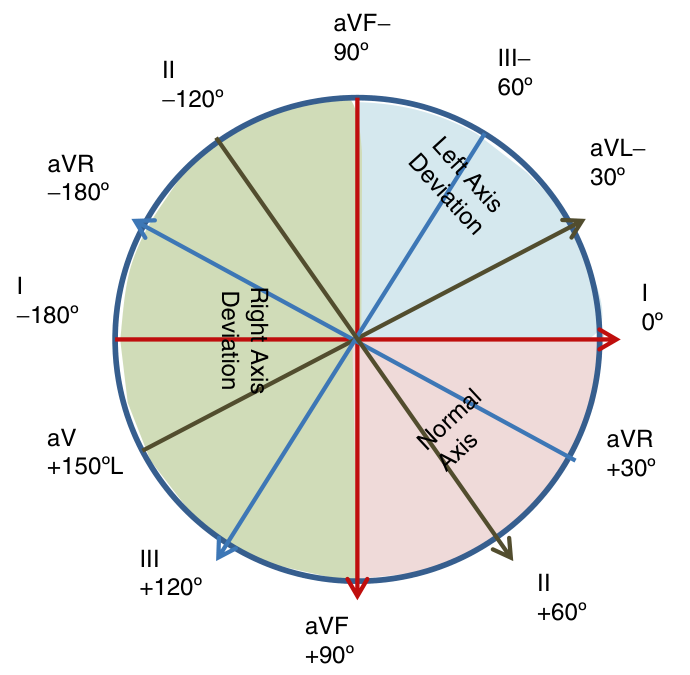 aVF–
90º
III–
60º
II
–120º
aVL–
30º
aVR
–180º
Left Axis
Deviation
I
–180º
I
0º
Right Axis
Deviation
Normal
Axis
aV
+150ºL
aVR
+30º
III
+120º
II
+60º
aVF
+90º